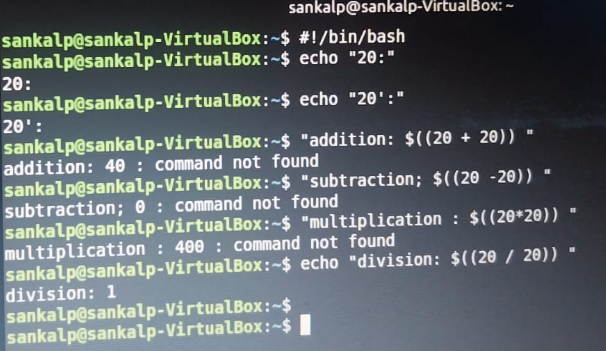 sankalp@sankalp-VirtualBox: ~
sankalp@sankalp-VirtualBox:~$ #!/bin/bash
sankalp@sankalp-VirtualBox:~$ echo "20:"
20:
sankalp@sankalp-VirtualBox:~$ echo "20':"
20':
sankalp@sankalp-VirtualBox:~$ "addition: $((20 + 20)) "
addition: 40 : command not found
sankalp@sankalp-VirtualBox:~$ "subtraction; $((20 -20)) "
subtraction; 0 : command not found
sankalp@sankalp-VirtualBox:~$ "multiplication : $((20*20)) "
multiplication : 400 : command not found
sankalp@sankalp-VirtualBox:~$ echo "division: $((20 / 20)) "
division: 1
sankalp@sankalp-VirtualBox:~$
sankalp@sankalp-VirtualBox:~$